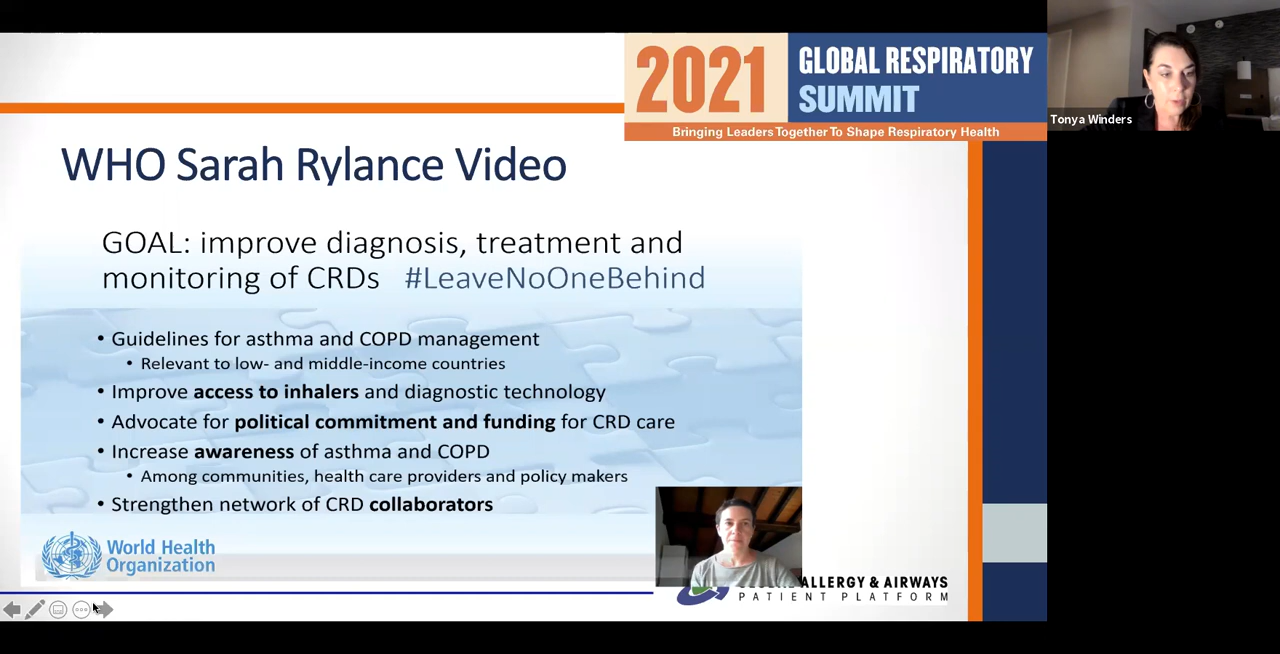 2021
GLOBAL RESPIRATORY
SUMMIT
Bringing Leaders Together To Shape Respiratory Health
Tonya Winders
WHO Sarah Rylance Video
GOAL: improve diagnosis, treatment and
monitoring of CRDs #LeaveNoOneBehind
• Guidelines for asthma and COPD management
• Relevant to low- and middle-income countries
• Improve access to inhalers and diagnostic technology
• Advocate for political commitment and funding for CRD care
• Increase awareness of asthma and COPD
• Among communities, health care providers and policy makers
• Strengthen network of CRD collaborators
World Health
Organization
ALLERGY & AIRWAYS
PATIENT PLATFORM